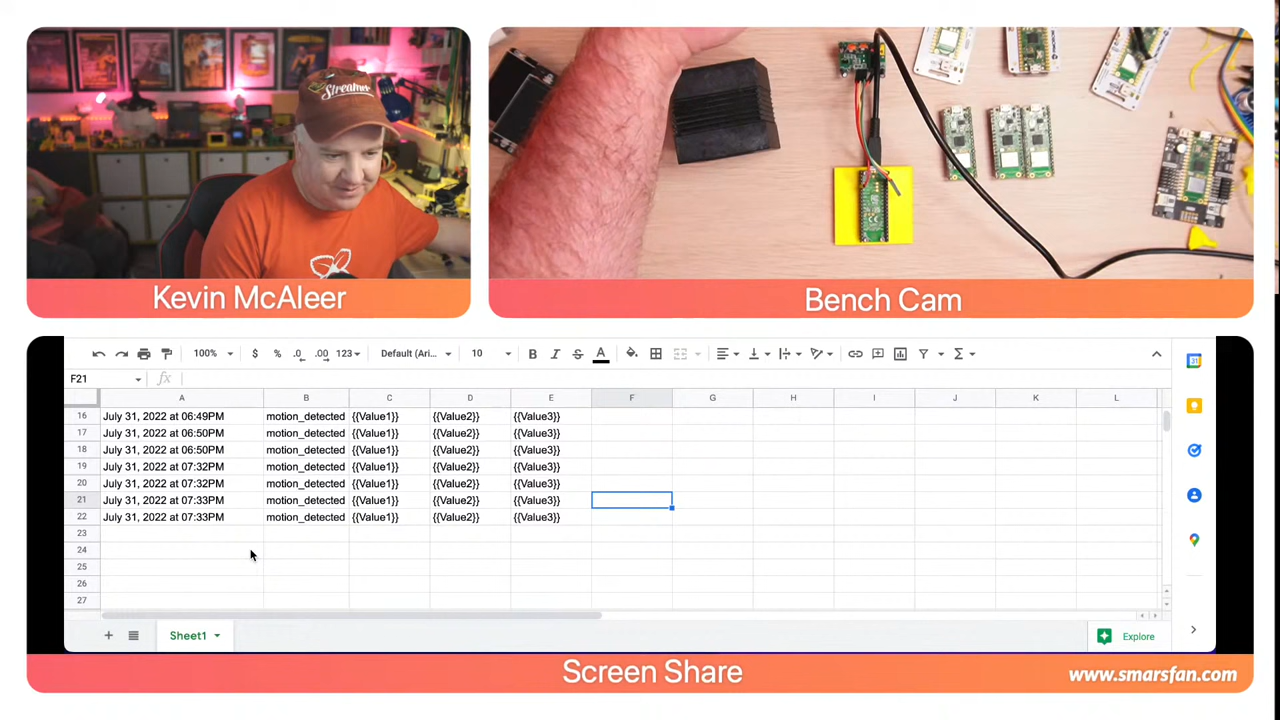 Streamer
Kevin McAleer
Bench Cam
100% $ % .0 .00 123 Default (Ari... 10 B I S A
F21 fx
A B C D E F G H I J K L
16 July 31, 2022 at 06:49PM motion_detected {{Value1}} {{Value2}} {{Value3}}
17 July 31, 2022 at 06:50PM motion_detected {{Value1}} {{Value2}} {{Value3}}
18 July 31, 2022 at 06:50PM motion_detected {{Value1}} {{Value2}} {{Value3}}
19 July 31, 2022 at 07:32PM motion_detected {{Value1}} {{Value2}} {{Value3}}
20 July 31, 2022 at 07:32PM motion_detected {{Value1}} {{Value2}} {{Value3}}
21 July 31, 2022 at 07:33PM motion_detected {{Value1}} {{Value2}} {{Value3}}
22 July 31, 2022 at 07:33PM motion_detected {{Value1}} {{Value2}} {{Value3}}
23
24
25
26
27
31
Sheet1 Explore
Screen Share
www.smarsfan.com